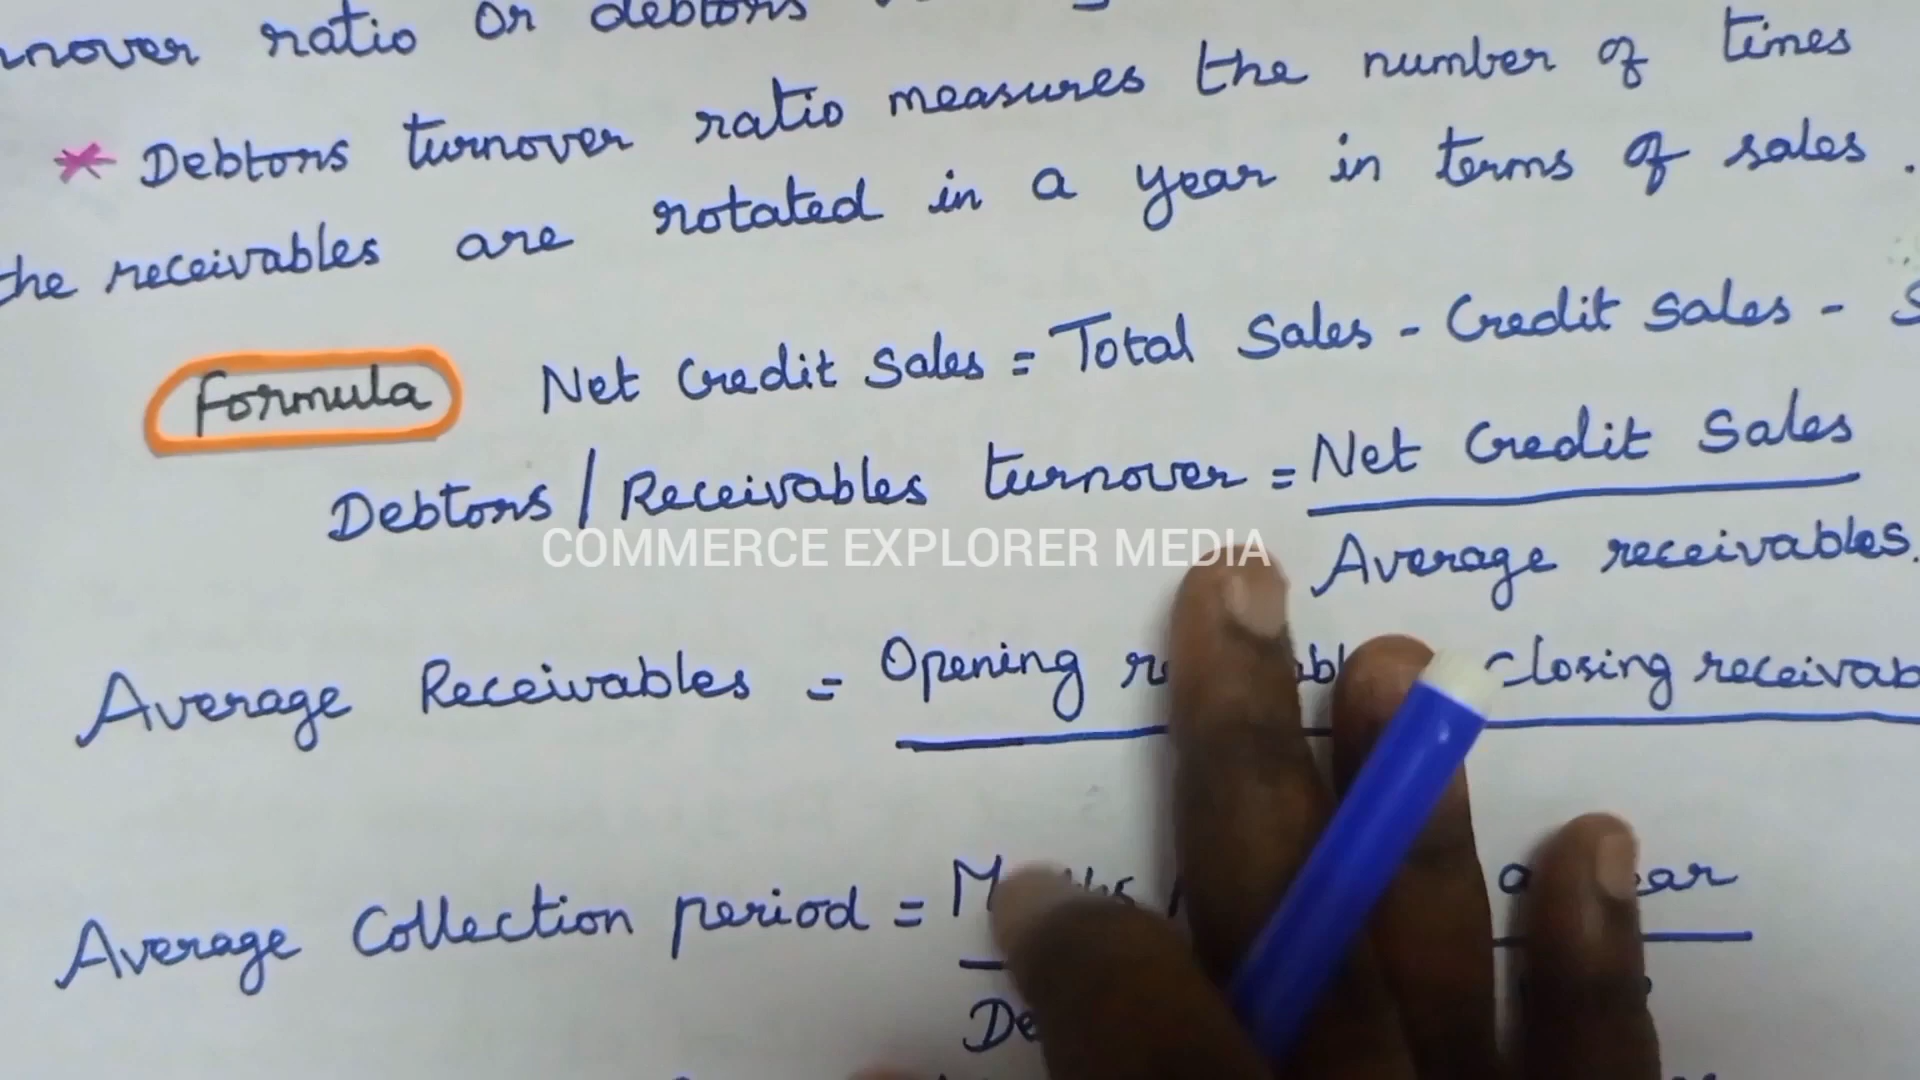 nover ratio or debtors
* Debtors turnover ratio measures the number of times
the receivables are rotated in a year in terms of sales.
Formula Net Credit Sales = Total Sales - Credit Sales -
Debtors / Receivables turnover = Net Credit Sales
Average receivables.
COMMERCE EXPLORER MEDIA
Average Receivables = Opening closing receivab
Average Collection period = a